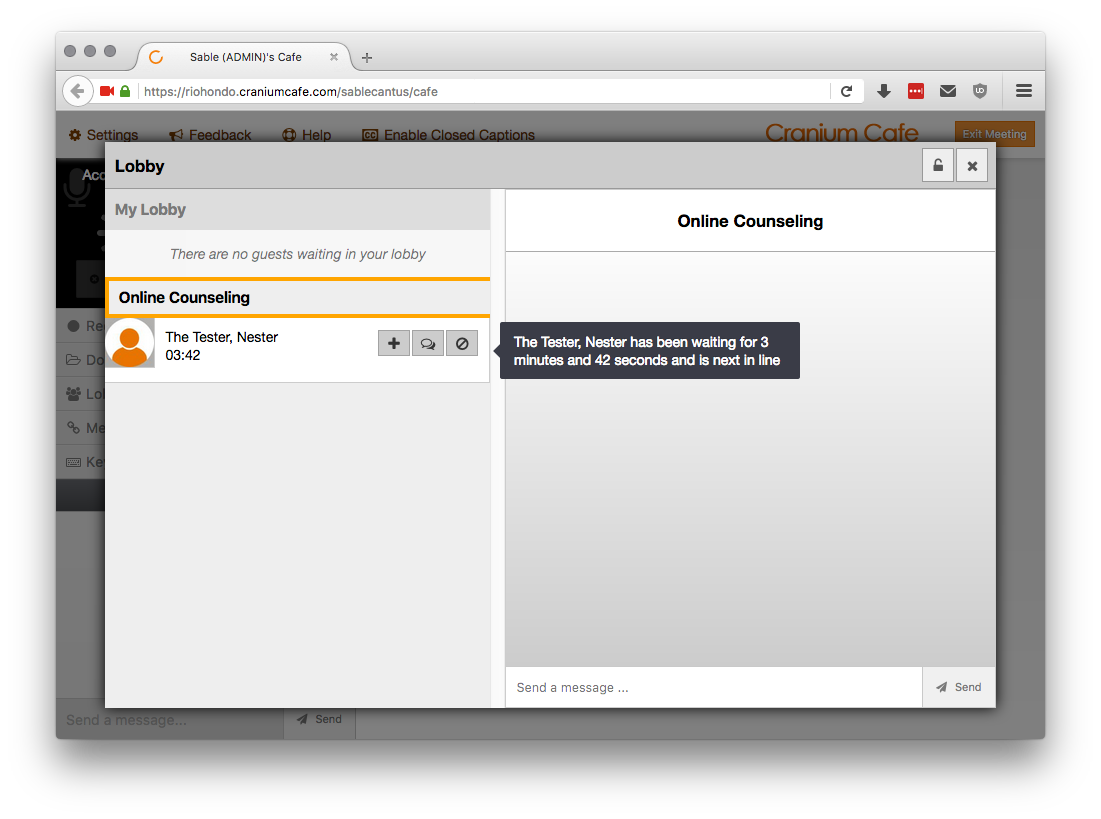 Sable (ADMIN)'s Cafe
https://riohondo.craniumcafe.com/sablecantus/cafe
Settings
Feedback
Help
CC Enable Closed Captions
Cranium Cafe
Exit Meeting
Lobby
My Lobby
There are no guests waiting in your lobby
Online Counseling
The Tester, Nester
03:42
The Tester, Nester has been waiting for 3
minutes and 42 seconds and is next in line
Online Counseling
Send a message ...
Send
Acc
Re
Do
Lo
Me
Ke
Send a message...
Send